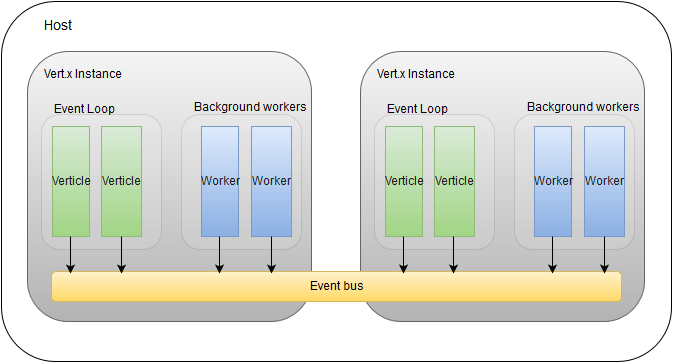 Host
Vert.x Instance
Event Loop
Background workers
Verticle
Verticle
Worker
Worker
Vert.x Instance
Event Loop
Background workers
Verticle
Verticle
Worker
Worker
Event bus